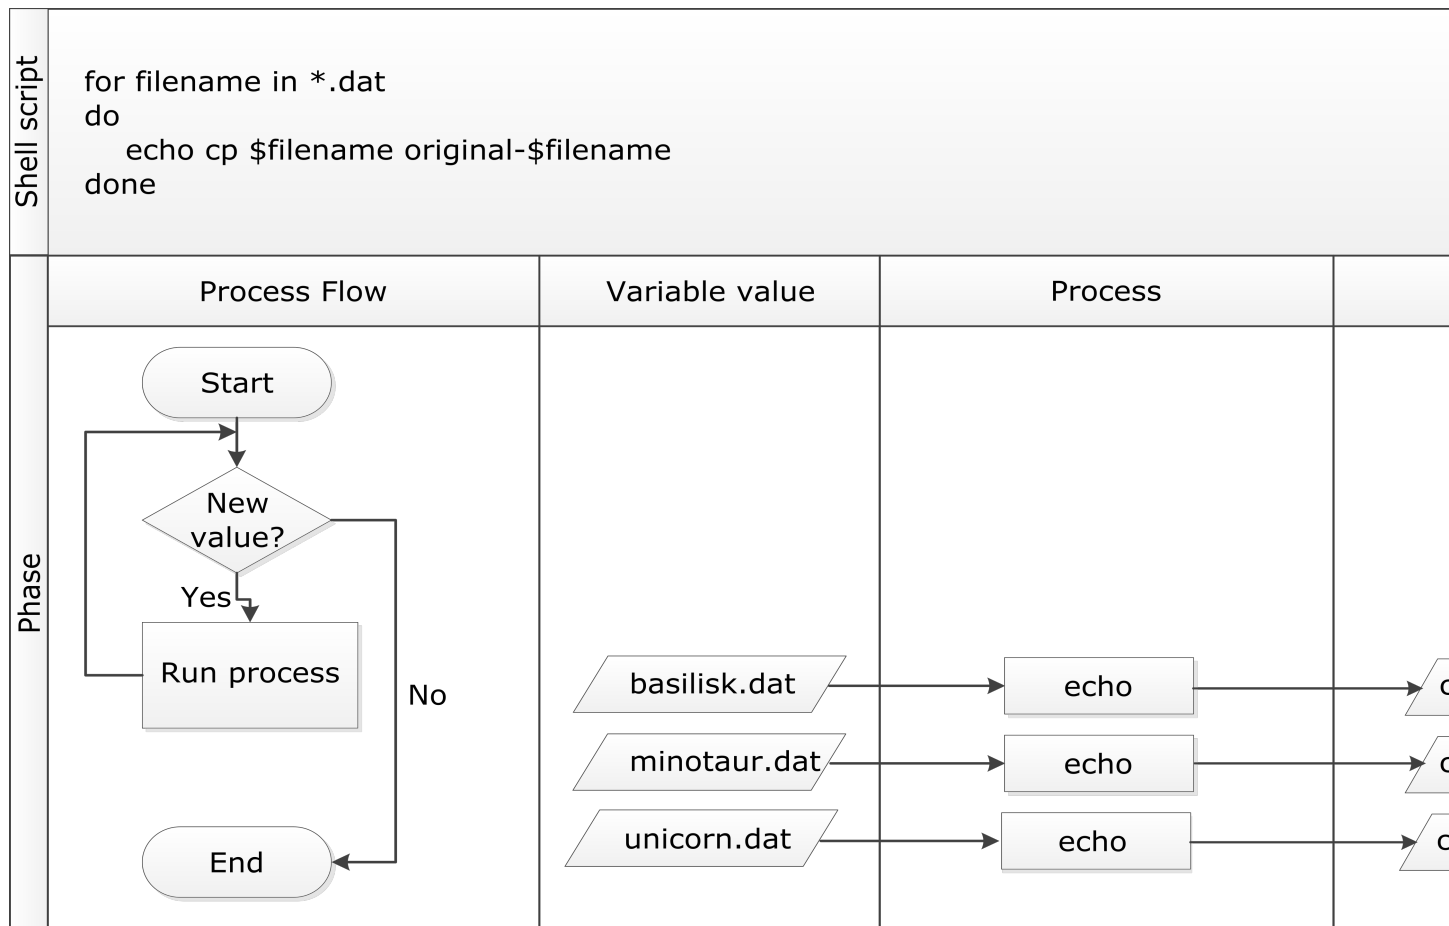 Shell script
for filename in *.dat
do
echo cp $filename original-$filename
done
Phase
Process Flow
Variable value
Process
Start
New
value?
Yes
Run process
No
End
basilisk.dat
echo
minotaur.dat
echo
unicorn.dat
echo